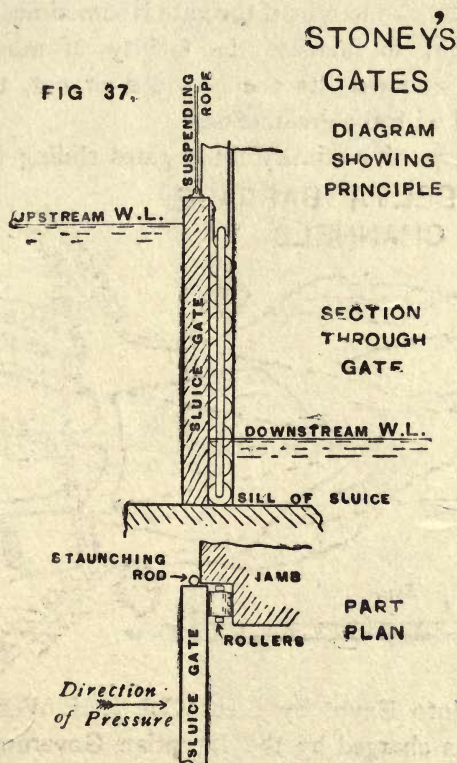 STONEY'S
GATES
FIG 37,
DIAGRAM
SHOWING
PRINCIPLE
SUSPENDING
ROPE
UPSTREAM W.L.
SLUICE GATE
SECTION
THROUGH
GATE
DOWNSTREAM W.L.
SILL OF SLUICE
STAUNCHING
ROD
JAMB
ROLLERS
PART
PLAN
SLUICE GATE
Direction
of Pressure